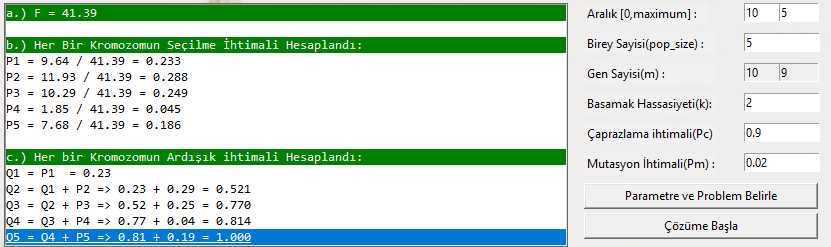 a.) F = 41.39
b.) Her Bir Kromozomun Seçilme İhtimali Hesaplandı:
P1 = 9.64 / 41.39 = 0.233
P2 = 11.93 / 41.39 = 0.288
P3 = 10.29 / 41.39 = 0.249
P4 = 1.85 / 41.39 = 0.045
P5 = 7.68 / 41.39 = 0.186
c.) Her bir Kromozomun Ardışık ihtimali Hesaplandı:
Q1 = P1  = 0.23
Q2 = Q1 + P2 => 0.23 + 0.29 = 0.521
Q3 = Q2 + P3 => 0.52 + 0.25 = 0.770
Q4 = Q3 + P4 => 0.77 + 0.04 = 0.814
Q5 = Q4 + P5 => 0.81 + 0.19 = 1.000
Aralık [0,maximum] : 10 5
Birey Sayisi(pop_size) : 5
Gen Sayisi(m) : 10 9
Basamak Hassasiyeti(k): 2
Çaprazlama ihtimali(Pc) 0.9
Mutasyon İhtimali(Pm) : 0.02
Parametre ve Problem Belirle
Çözüme Başla